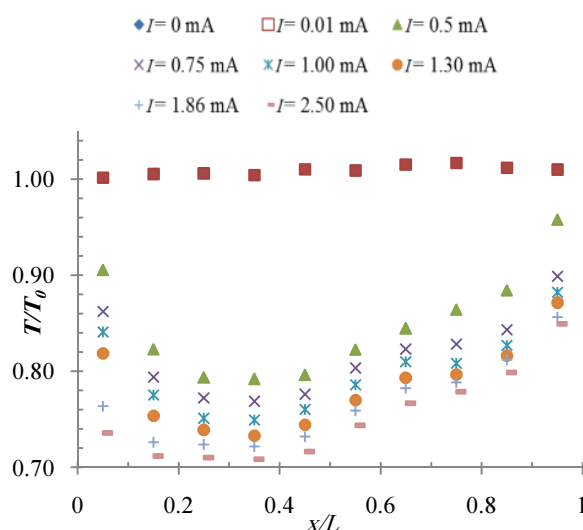 I= 0 mA I= 0.01 mA I= 0.5 mA
I= 0.75 mA I= 1.00 mA I= 1.30 mA
I= 1.86 mA I= 2.50 mA
1.00
0.90
0.80
0.70
T/T0
0 0.2 0.4 0.6 0.8 1
x/L